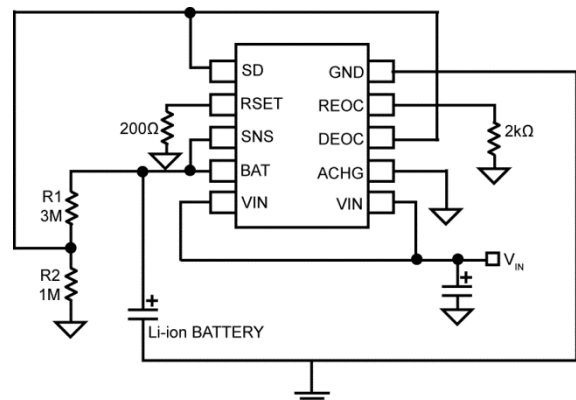 SD
GND
RSET
REOC
200Ω
2kΩ
SNS
DEOC
BAT
ACHG
R1
3M
VIN
VIN
V_IN
R2
1M
+
+
Li-ion BATTERY